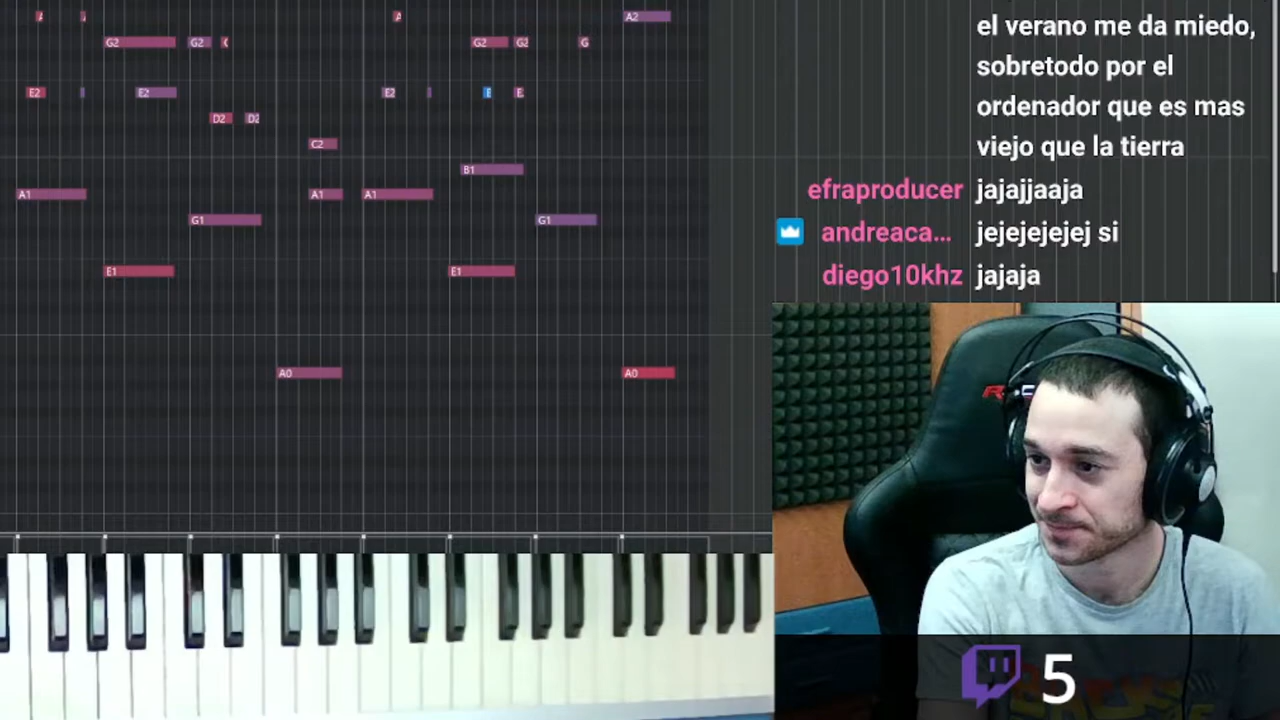 A2
G2 G2 G2 G2 G
E2 E2 E2 E E
D2 D2
C2
B1
A1 A1 A1
G1 G1
E1 E1
A0 A0
el verano me da miedo,
sobretodo por el
ordenador que es mas
viejo que la tierra
efraproducer jajajjaaja
andreaca... jejejejejej si
diego10khz jajaja
5